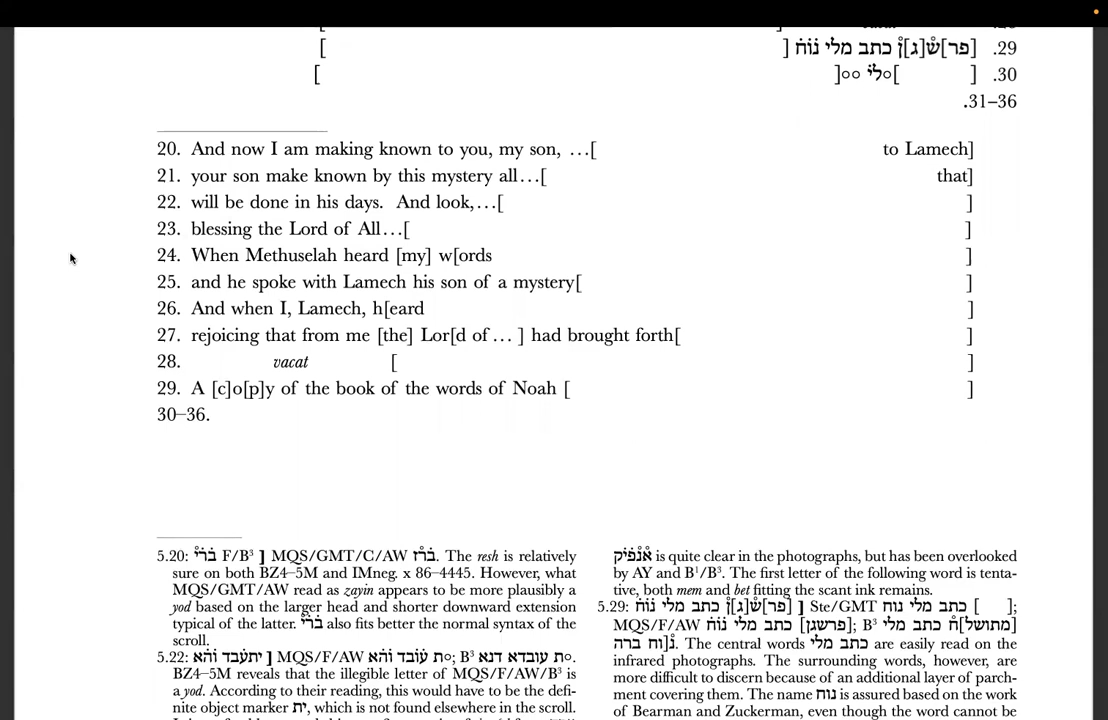 [פר]ש[ג]ן כתב מלי נוח [ [ .29
] [ס]לי ○○[ [ .30
.31–36
20. And now I am making known to you, my son, …[ to Lamech]
21. your son make known by this mystery all…[ that]
22. will be done in his days. And look,…[ ]
23. blessing the Lord of All…[ ]
24. When Methuselah heard [my] w[ords ]
25. and he spoke with Lamech his son of a mystery[ ]
26. And when I, Lamech, h[eard ]
27. rejoicing that from me [the] Lor[d of … ] had brought forth[ ]
28. vacat [ ]
29. A [c]o[p]y of the book of the words of Noah [ ]
30–36.
5.20: ברי F/B³ ] MQS/GMT/C/AW ברז. The resh is relatively
sure on both BZ4–5M and IMneg. x 86–4445. However, what
MQS/GMT/AW read as zayin appears to be more plausibly a
yod based on the larger head and shorter downward extension
typical of the latter. ברי also fits better the normal syntax of the
scroll.
5.22: יתעבד והא ] MQS/F/AW ○ת עובד והא; B³ ○ת עובדא דנא.
BZ4–5M reveals that the illegible letter of MQS/F/AW/B³ is
a yod. According to their reading, this would have to be the defi-
nite object marker ית, which is not found elsewhere in the scroll.
אנפיק is quite clear in the photographs, but has been overlooked
by AY and B¹/B³. The first letter of the following word is tenta-
tive, both mem and bet fitting the scant ink remains.
5.29: [פר]ש[ג]ן כתב מלי נוח ] Ste/GMT [ ] כתב מלי נוח;
MQS/F/AW [פרשגן] כתב מלי נוח; B³ [מתושל]ח כתב מלי
נ[וח ברה. The central words כתב מלי are easily read on the
infrared photographs. The surrounding words, however, are
more difficult to discern because of an additional layer of parch-
ment covering them. The name נוח is assured based on the work
of Bearman and Zuckerman, even though the word cannot be